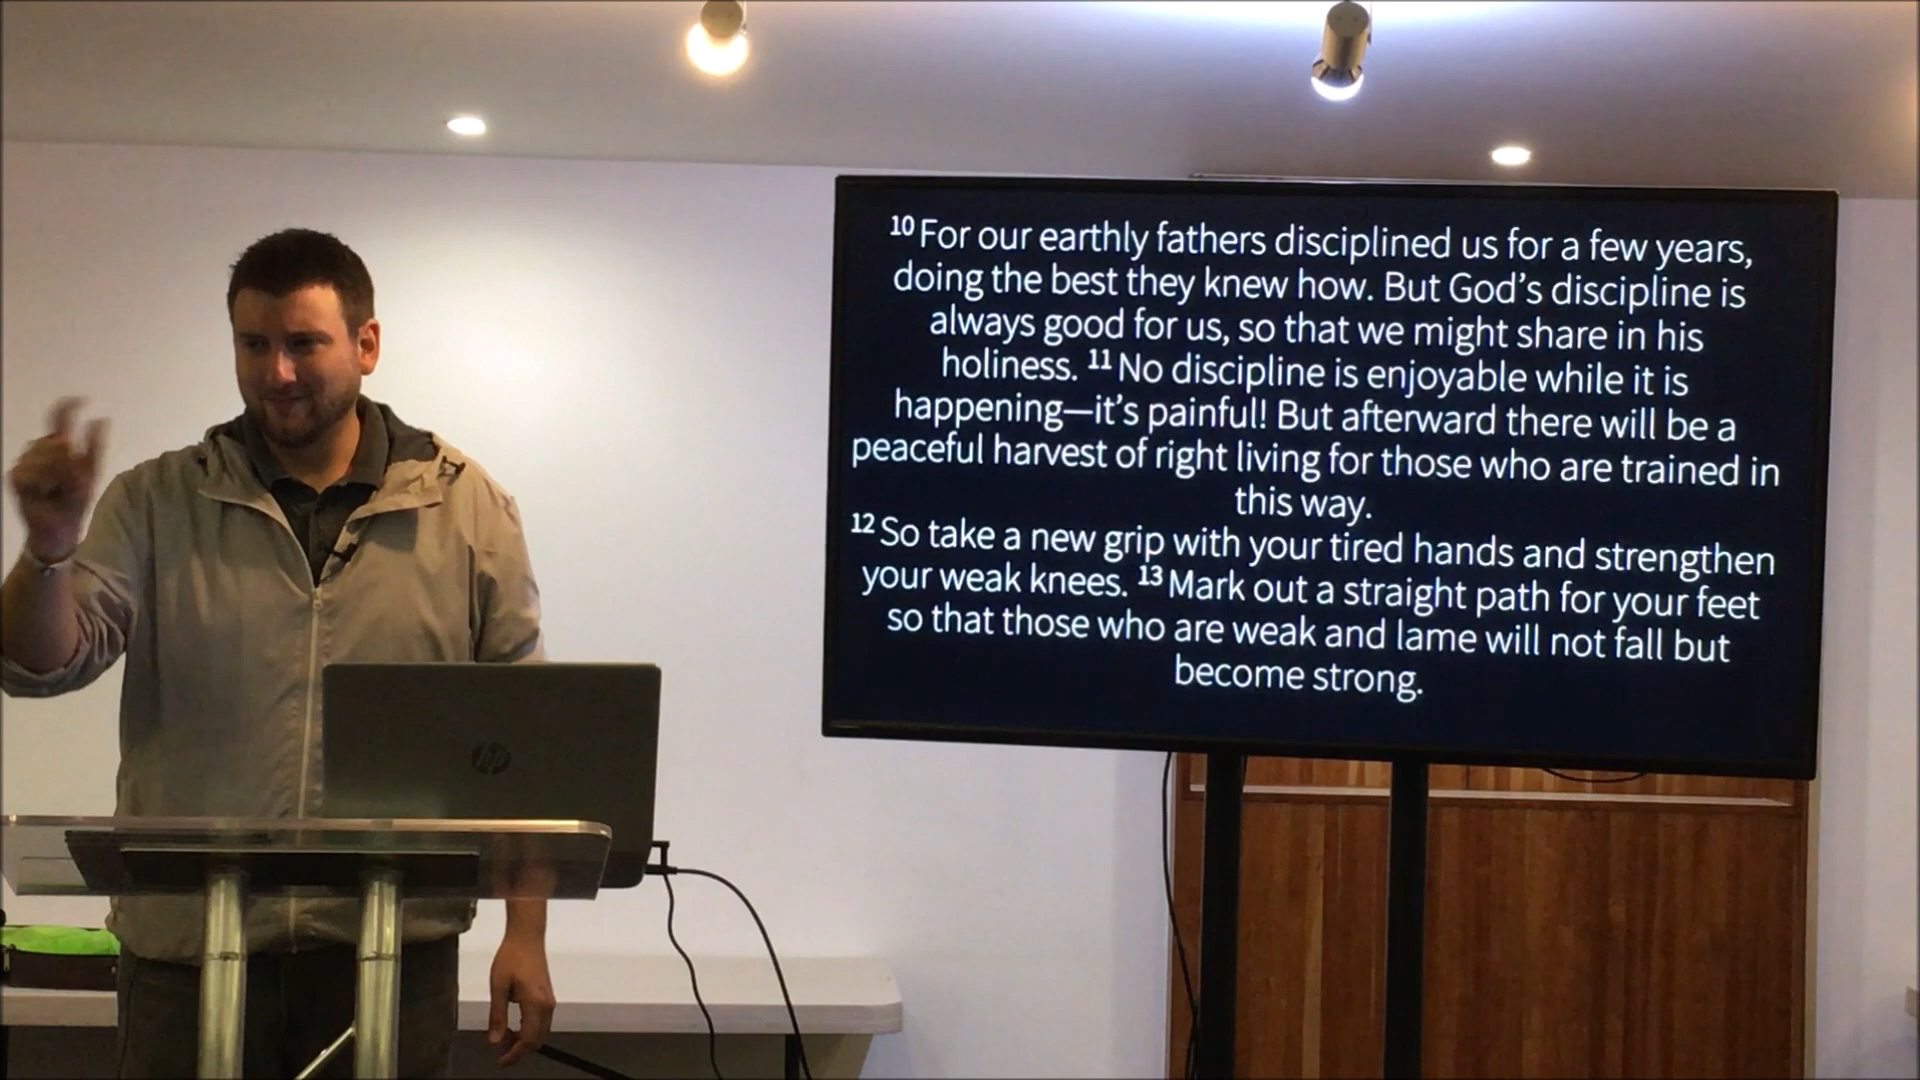 10 For our earthly fathers disciplined us for a few years,
doing the best they knew how. But God’s discipline is
always good for us, so that we might share in his
holiness. 11 No discipline is enjoyable while it is
happening—it’s painful! But afterward there will be a
peaceful harvest of right living for those who are trained in
this way.
12 So take a new grip with your tired hands and strengthen
your weak knees. 13 Mark out a straight path for your feet
so that those who are weak and lame will not fall but
become strong.
hp